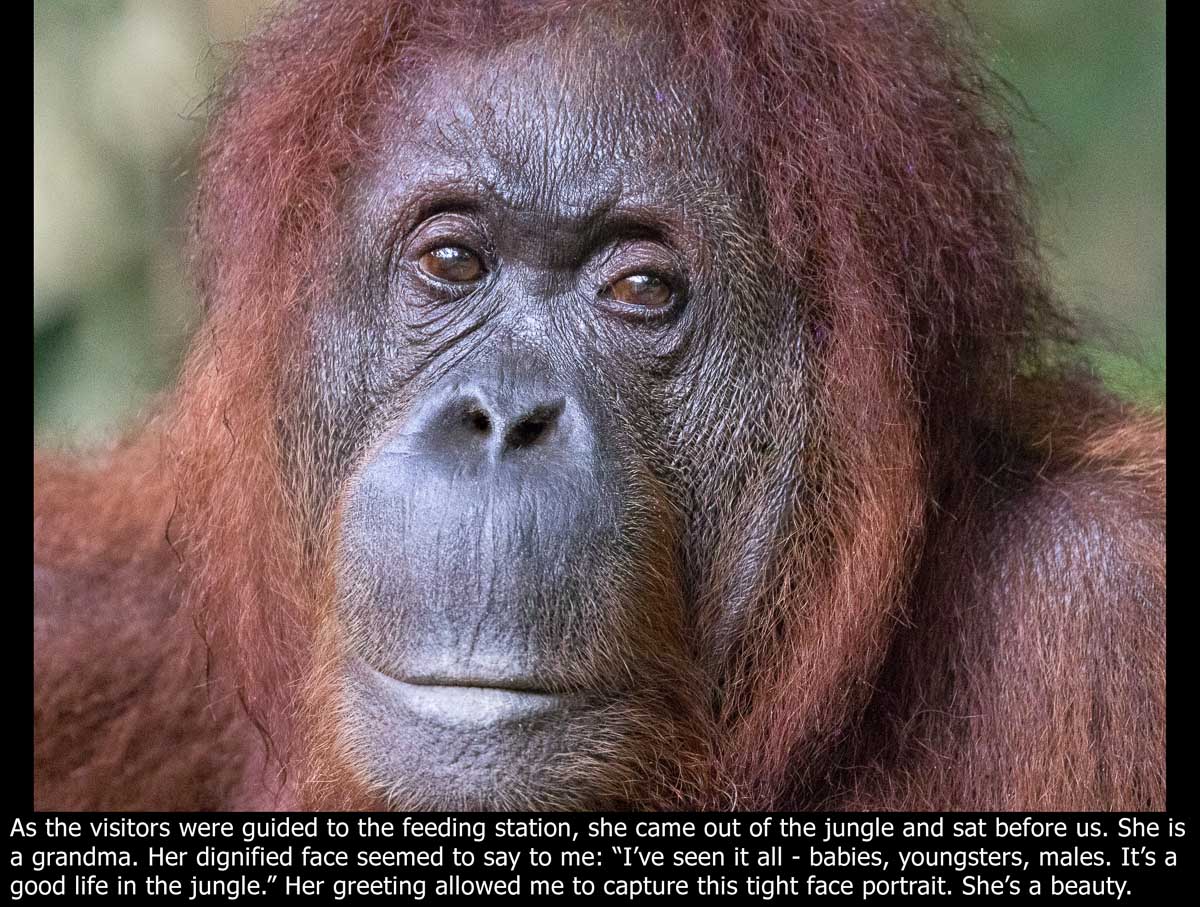 As the visitors were guided to the feeding station, she came out of the jungle and sat before us. She is
a grandma. Her dignified face seemed to say to me: “I’ve seen it all - babies, youngsters, males. It’s a
good life in the jungle.” Her greeting allowed me to capture this tight face portrait. She’s a beauty.